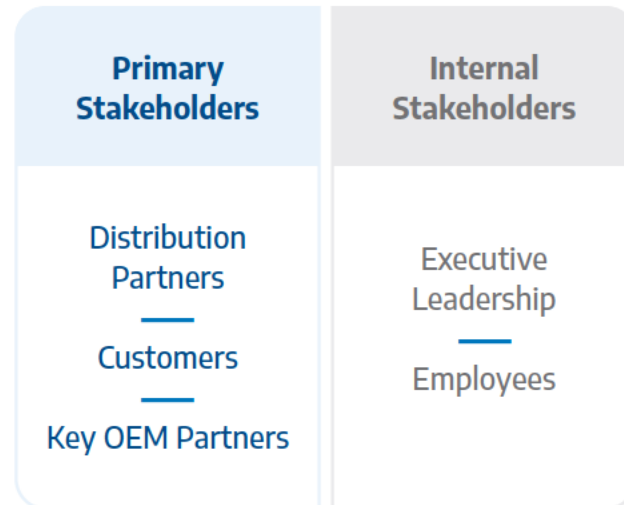 Primary
Stakeholders
Distribution
Partners
Customers
Key OEM Partners
Internal
Stakeholders
Executive
Leadership
Employees